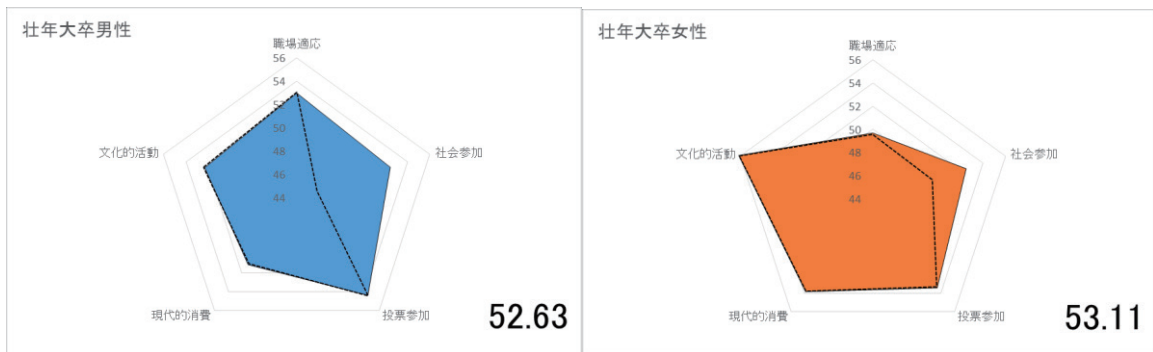 壮年大卒男性
職場適応
56
54
52
50
48
46
44
文化的活動
社会参加
現代的消費
投票参加
52.63
壮年大卒女性
職場適応
56
54
52
50
48
46
44
文化的活動
社会参加
現代的消費
投票参加
53.11